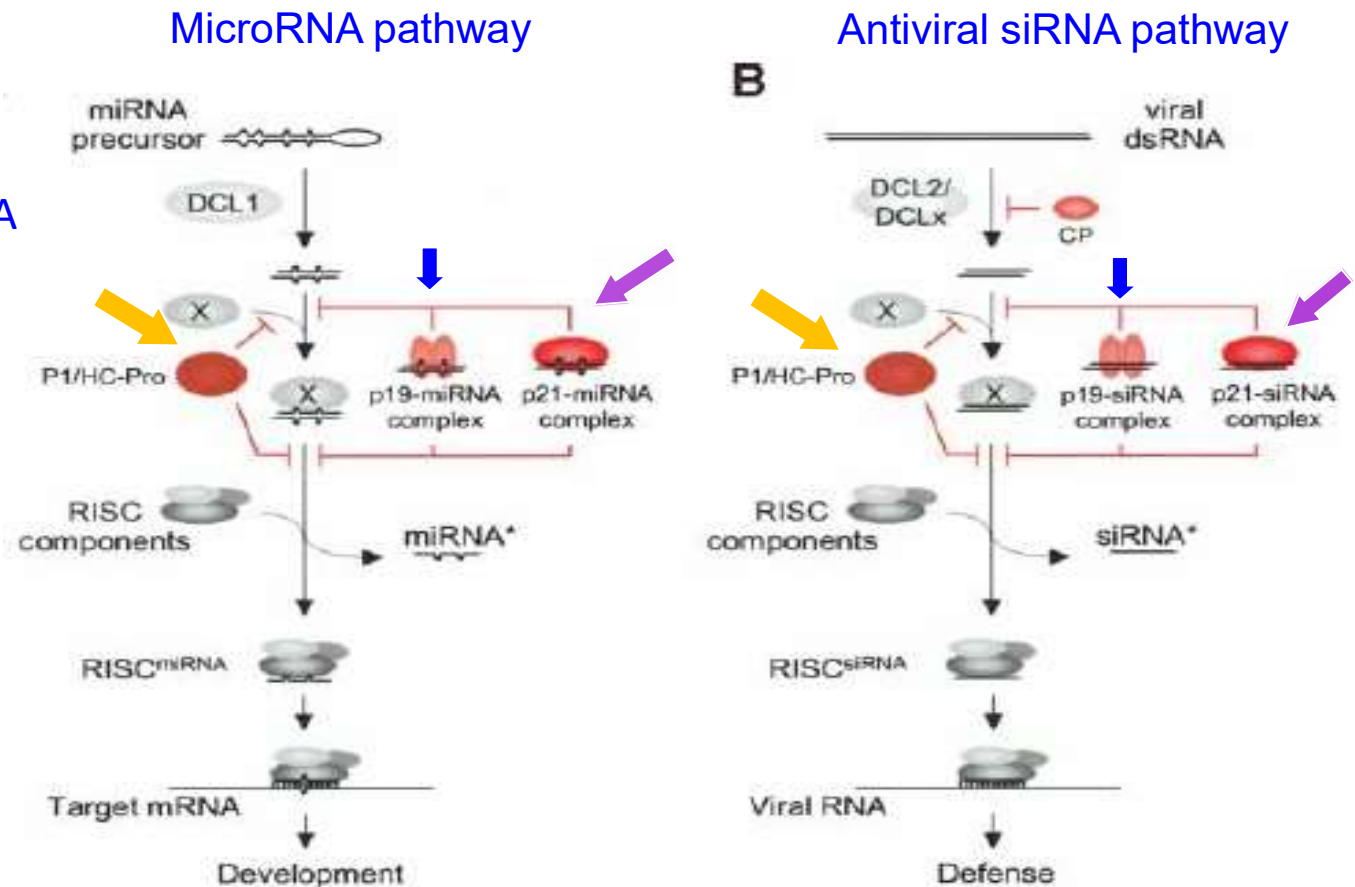 MicroRNA pathway
Antiviral siRNA pathway
A
miRNA
precursor
DCL1
X
P1/HC-Pro
X
p19-miRNA
complex
p21-miRNA
complex
RISC
components
miRNA*
RISCmiRNA
Target mRNA
Development
B
viral
dsRNA
DCL2/
DCLx
CP
X
P1/HC-Pro
X
p19-siRNA
complex
p21-siRNA
complex
RISC
components
siRNA*
RISCsiRNA
Viral RNA
Defense